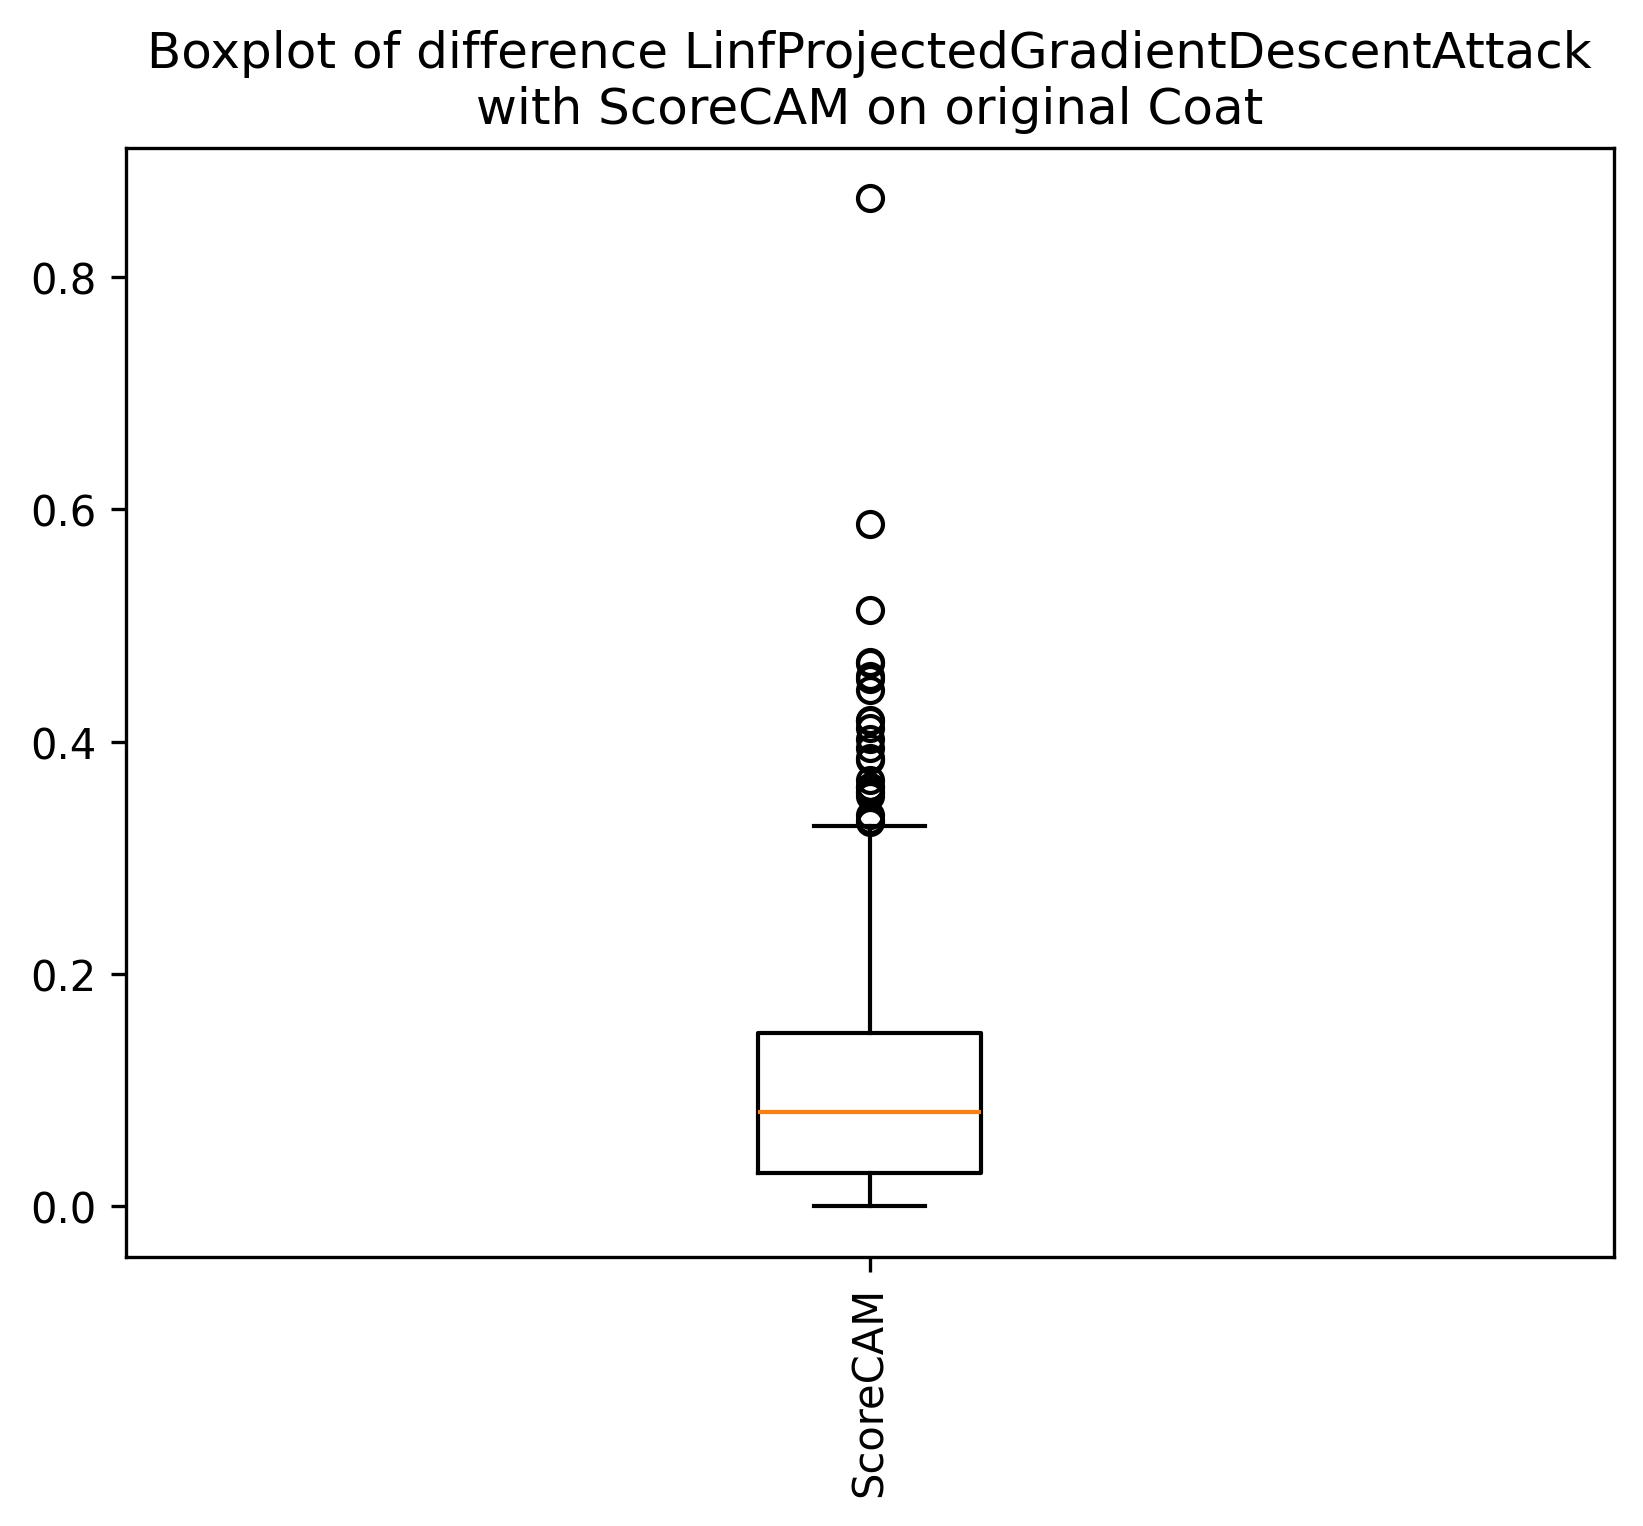 Boxplot of difference LinfProjectedGradientDescentAttack
with ScoreCAM on original Coat
0.8
0.6
0.4
0.2
0.0
ScoreCAM